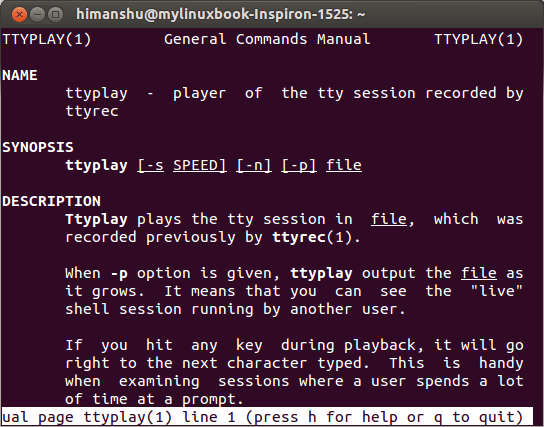 himanshu@mylinuxbook-Inspiron-1525: ~
TTYPLAY(1) General Commands Manual TTYPLAY(1)
NAME
ttyplay - player of the tty session recorded by
ttyrec
SYNOPSIS
ttyplay [-s SPEED] [-n] [-p] file
DESCRIPTION
Ttyplay plays the tty session in file, which was
recorded previously by ttyrec(1).
When -p option is given, ttyplay output the file as
it grows. It means that you can see the "live"
shell session running by another user.
If you hit any key during playback, it will go
right to the next character typed. This is handy
when examining sessions where a user spends a lot
of time at a prompt.
ual page ttyplay(1) line 1 (press h for help or q to quit)